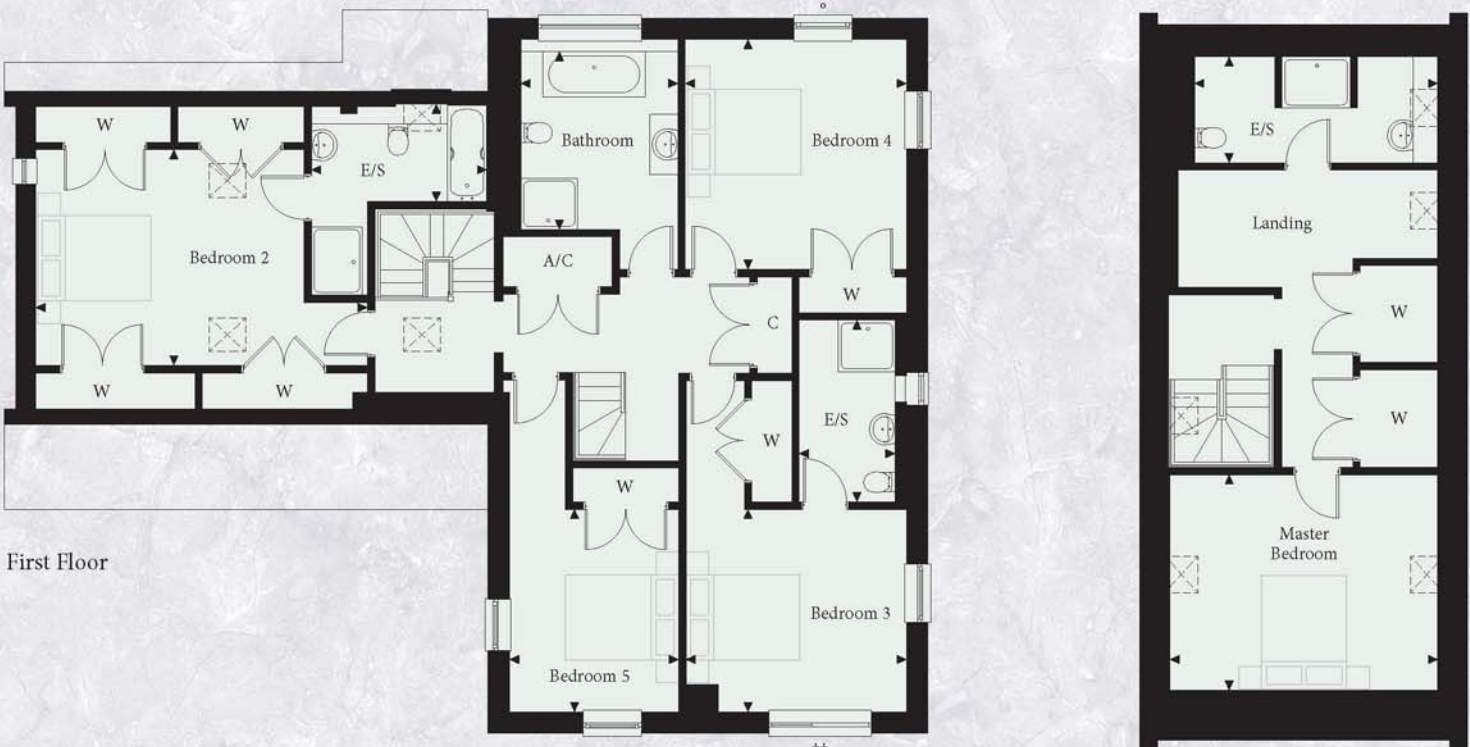 W
W
E/S
Bedroom 2
W
W
Bathroom
A/C
Bedroom 4
W
C
W
E/S
W
Bedroom 5
Bedroom 3
First Floor
E/S
Landing
W
W
Master
Bedroom